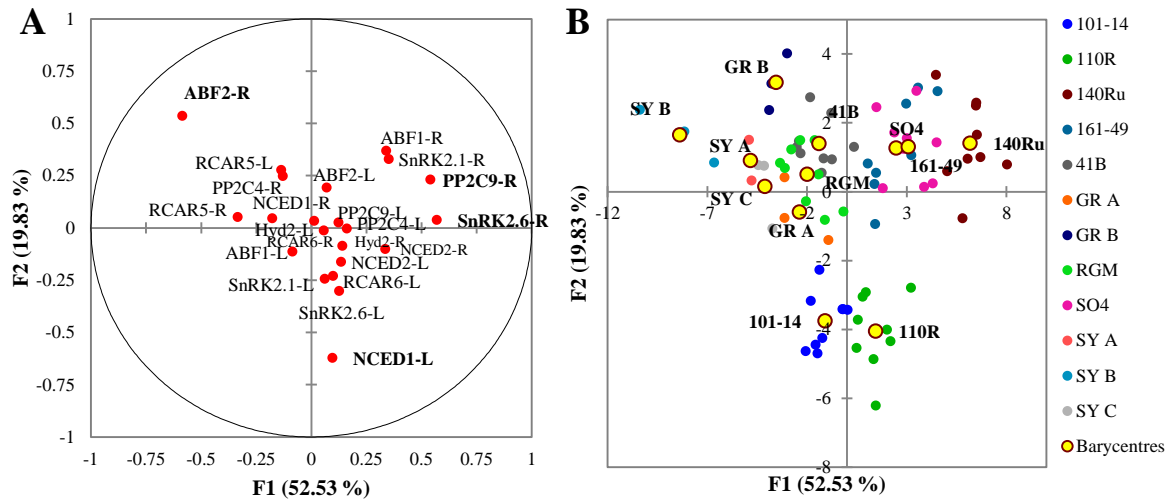 A
1
0.75
0.5
0.25
0
-0.25
-0.5
-0.75
-1
-1
-0.75
-0.5
-0.25
0
0.25
0.5
0.75
1
F2 (19.83 %)
F1 (52.53 %)
ABF2-R
ABF1-R
SnRK2.1-R
RCAR5-L
PP2C4-R
ABF2-L
PP2C9-R
RCAR5-R
NCED1-R
PP2C9-L
SnRK2.6-R
PP2C4-L
Hyd2-L
RCAR6-R
Hyd2-R
NCED2-R
ABF1-L
NCED2-L
SnRK2.1-L
RCAR6-L
SnRK2.6-L
NCED1-L
B
4
2
0
-2
-4
-6
-8
-12
-7
-2
3
8
F2 (19.83 %)
F1 (52.53 %)
GR B
SY B
41B
SO4
140Ru
SY A
161-49
RGM
SY C
GR A
101-14
110R
101-14
110R
140Ru
161-49
41B
GR A
GR B
RGM
SO4
SY A
SY B
SY C
Barycentres